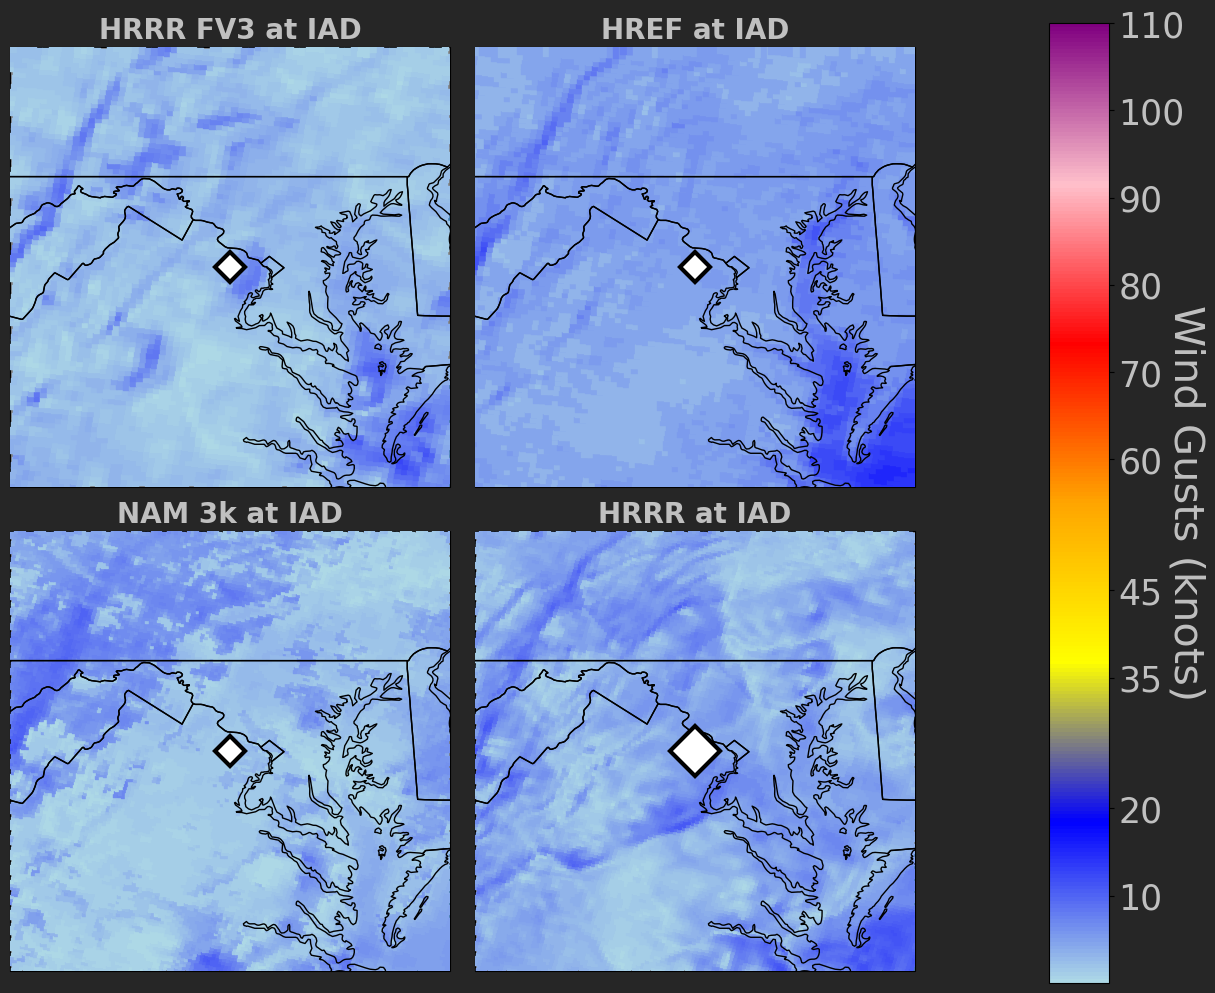 HRRR FV3 at IAD
HREF at IAD
NAM 3k at IAD
HRRR at IAD
110
100
90
80
70
60
45
35
20
10
Wind Gusts (knots)